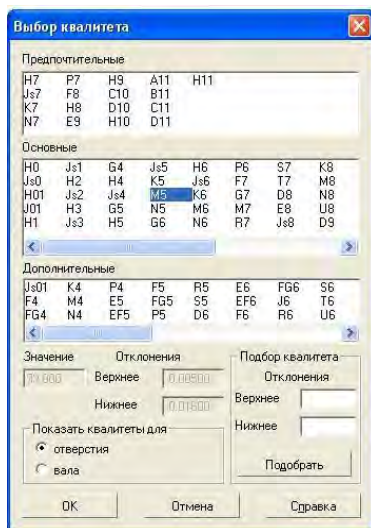 Выбор квалитета
Предпочтительные
H7 P7 H9 A11 H11
Js7 F8 C10 B11
K7 H8 D10 C11
N7 E9 H10 D11
Основные
H0 Js1 G4 Js5 H6 P6 S7 K8
Js0 H2 H4 K5 Js6 F7 T7 M8
H01 Js2 Js4 M5 K6 G7 D8 N8
J01 H3 G5 N5 M6 M7 E8 U8
H1 Js3 H5 G6 N6 R7 Js8 D9
Дополнительные
Js01 K4 P4 F5 R5 E6 FG6 S6
F4 M4 E5 FG5 S5 EF6 J6 T6
FG4 N4 EF5 P5 D6 F6 R6 U6
Значение Отклонения Подбор квалитета
Верхнее Отклонения
Нижнее Верхнее
Показать квалитеты для Нижнее
отверстия
вала Подобрать
OK Отмена Справка